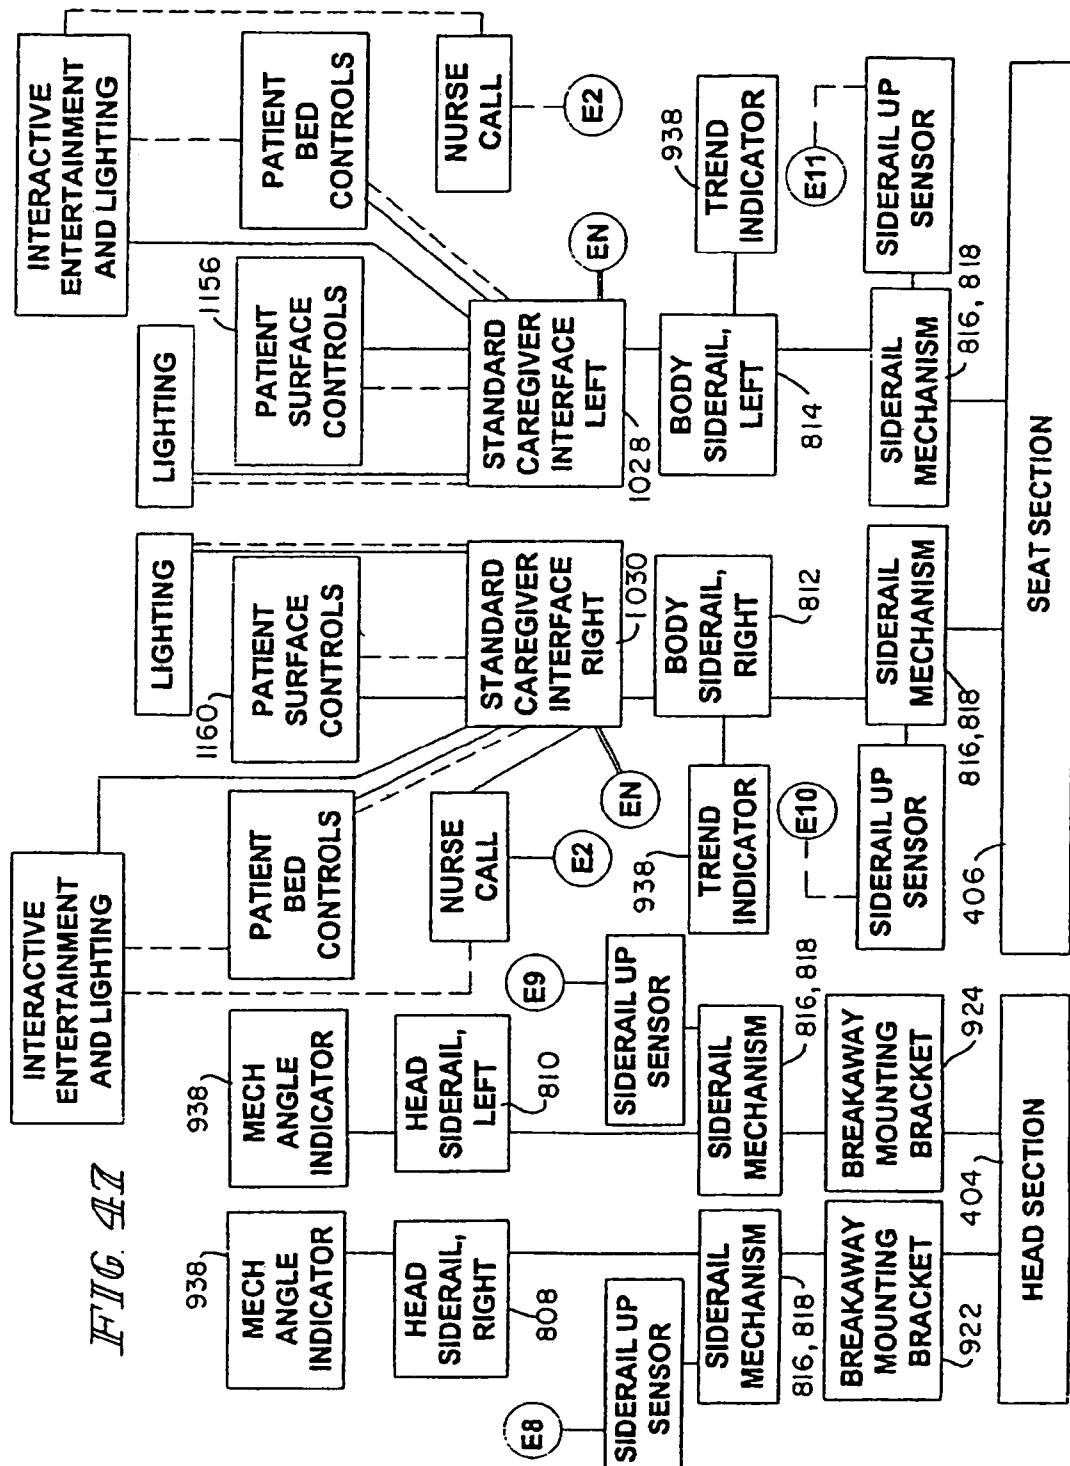 FIG. 47
938
MECH
ANGLE
INDICATOR
938
MECH
ANGLE
INDICATOR
INTERACTIVE
ENTERTAINMENT
AND LIGHTING
PATIENT
BED
CONTROLS
1160
PATIENT
SURFACE
CONTROLS
LIGHTING
LIGHTING
1156
PATIENT
SURFACE
CONTROLS
INTERACTIVE
ENTERTAINMENT
AND LIGHTING
PATIENT
BED
CONTROLS
HEAD
SIDERAIL,
RIGHT
808
HEAD
SIDERAIL,
LEFT
810
NURSE
CALL
E2
EN
STANDARD
CAREGIVER
INTERFACE
RIGHT
1030
STANDARD
CAREGIVER
INTERFACE
LEFT
1028
EN
NURSE
CALL
E2
E8
SIDERAIL UP
SENSOR
E9
SIDERAIL UP
SENSOR
938
TREND
INDICATOR
BODY
SIDERAIL,
RIGHT
812
BODY
SIDERAIL, LEFT
814
938
TREND
INDICATOR
SIDERAIL
MECHANISM
816, 818
SIDERAIL
MECHANISM
816, 818
E10
SIDERAIL UP
SENSOR
SIDERAIL
MECHANISM
816, 818
SIDERAIL
MECHANISM
816, 818
E11
SIDERAIL UP
SENSOR
BREAKAWAY
MOUNTING
BRACKET
922
BREAKAWAY
MOUNTING
BRACKET
924
404
HEAD SECTION
406
SEAT SECTION